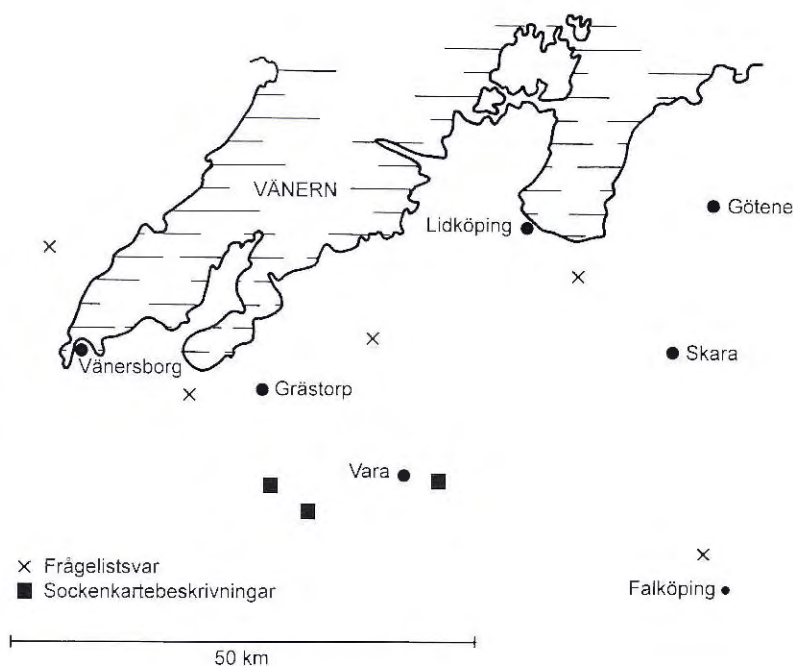 VÄNERN
Götene
Lidköping
Vänersborg
Skara
Grästorp
Vara
Frågelistsvar
Sockenkartebeskrivningar
Falköping
50 km